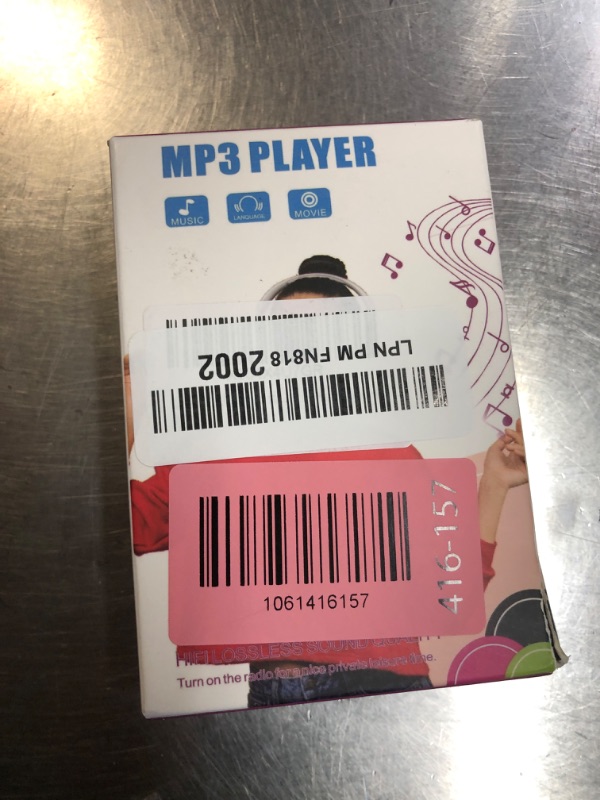 MP3 PLAYER
MUSIC
LANGUAGE
MOVIE
LPN PM FN818 2002
1061416157
416-157
HIFI LOSSLESS SOUND QUALITY
Turn on the radio for a nice private leisure time.